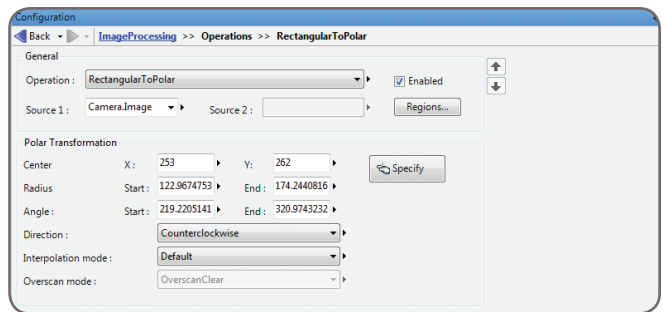 Configuration
Back ImageProcessing >> Operations >> RectangularToPolar
General
Operation : RectangularToPolar Enabled
Source 1 : Camera.Image Source 2 : Regions...
Polar Transformation
Center X : 253 Y: 262 Specify
Radius Start : 122.9674753 End : 174.2440816
Angle : Start : 219.2205141 End : 320.9743232
Direction : Counterclockwise
Interpolation mode : Default
Overscan mode : OverscanClear